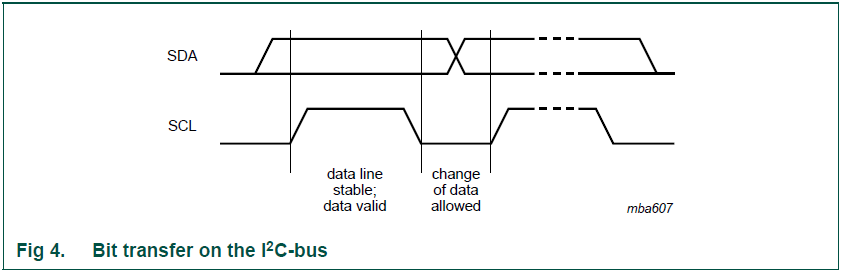 SDA
SCL
data line
stable;
data valid
change
of data
allowed
mba607
Fig 4. Bit transfer on the I²C-bus